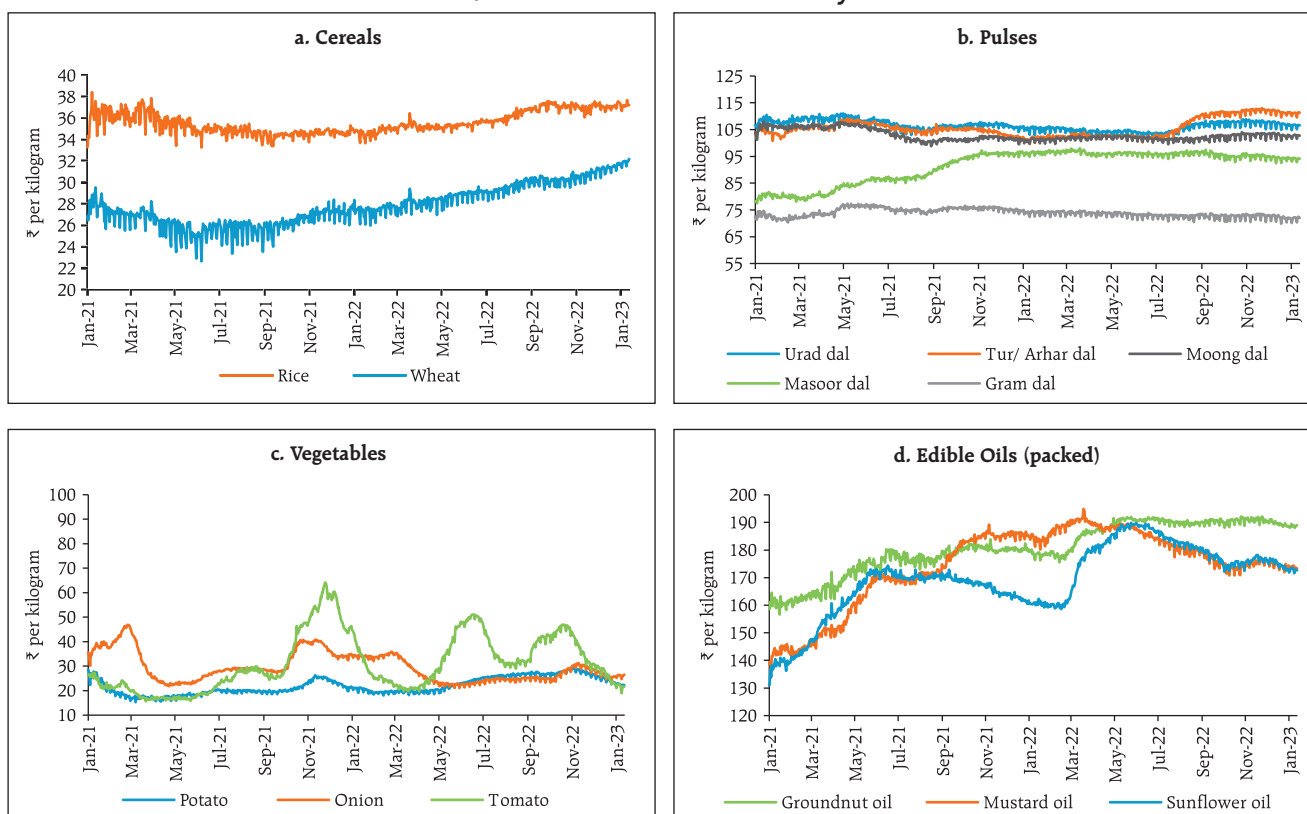 a. Cereals
₹ per kilogram
40
38
36
34
32
30
28
26
24
22
20
Jan-21
Mar-21
May-21
Jul-21
Sep-21
Nov-21
Jan-22
Mar-22
May-22
Jul-22
Sep-22
Nov-22
Jan-23
Rice Wheat
b. Pulses
₹ per kilogram
125
115
105
95
85
75
65
55
Jan-21
Mar-21
May-21
Jul-21
Sep-21
Nov-21
Jan-22
Mar-22
May-22
Jul-22
Sep-22
Nov-22
Jan-23
Urad dal Tur/ Arhar dal Moong dal
Masoor dal Gram dal
c. Vegetables
₹ per kilogram
100
90
80
70
60
50
40
30
20
10
Jan-21
Mar-21
May-21
Jul-21
Sep-21
Nov-21
Jan-22
Mar-22
May-22
Jul-22
Sep-22
Nov-22
Jan-23
Potato Onion Tomato
d. Edible Oils (packed)
₹ per kilogram
200
190
180
170
160
150
140
130
120
Jan-21
Mar-21
May-21
Jul-21
Sep-21
Nov-21
Jan-22
Mar-22
May-22
Jul-22
Sep-22
Nov-22
Jan-23
Groundnut oil Mustard oil Sunflower oil